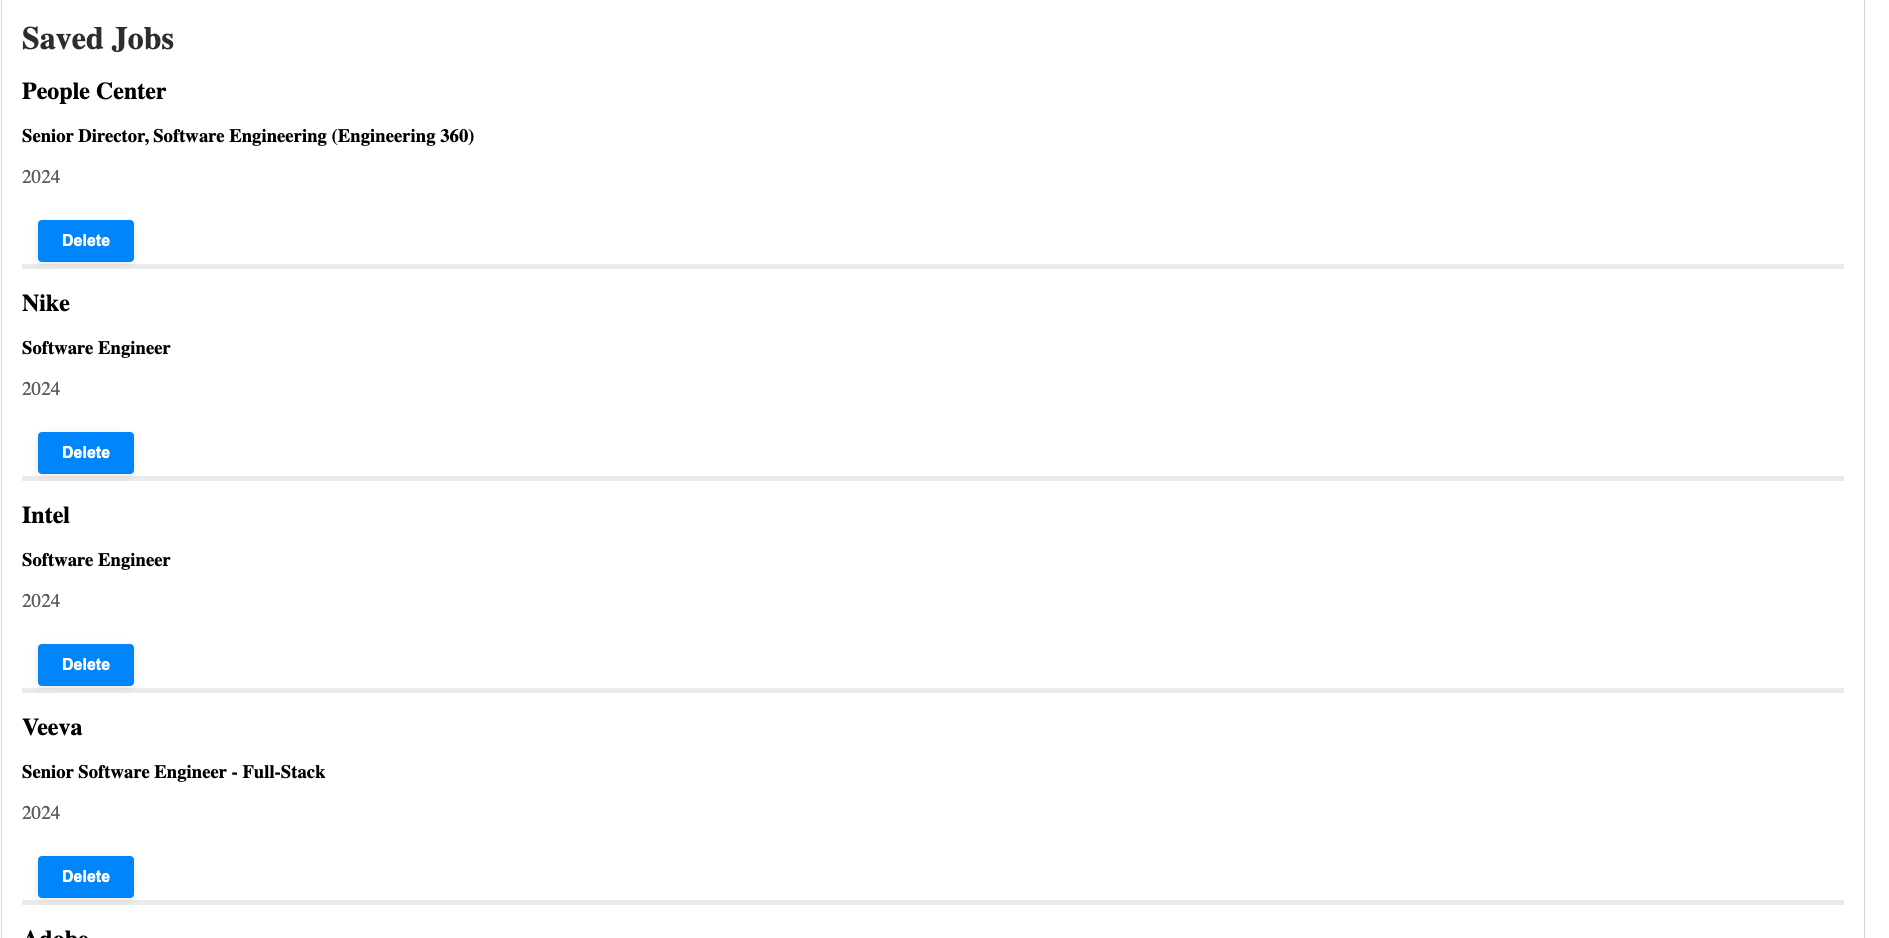 Saved Jobs
People Center
Senior Director, Software Engineering (Engineering 360)
2024
Delete
Nike
Software Engineer
2024
Delete
Intel
Software Engineer
2024
Delete
Veeva
Senior Software Engineer - Full-Stack
2024
Delete
Adobe